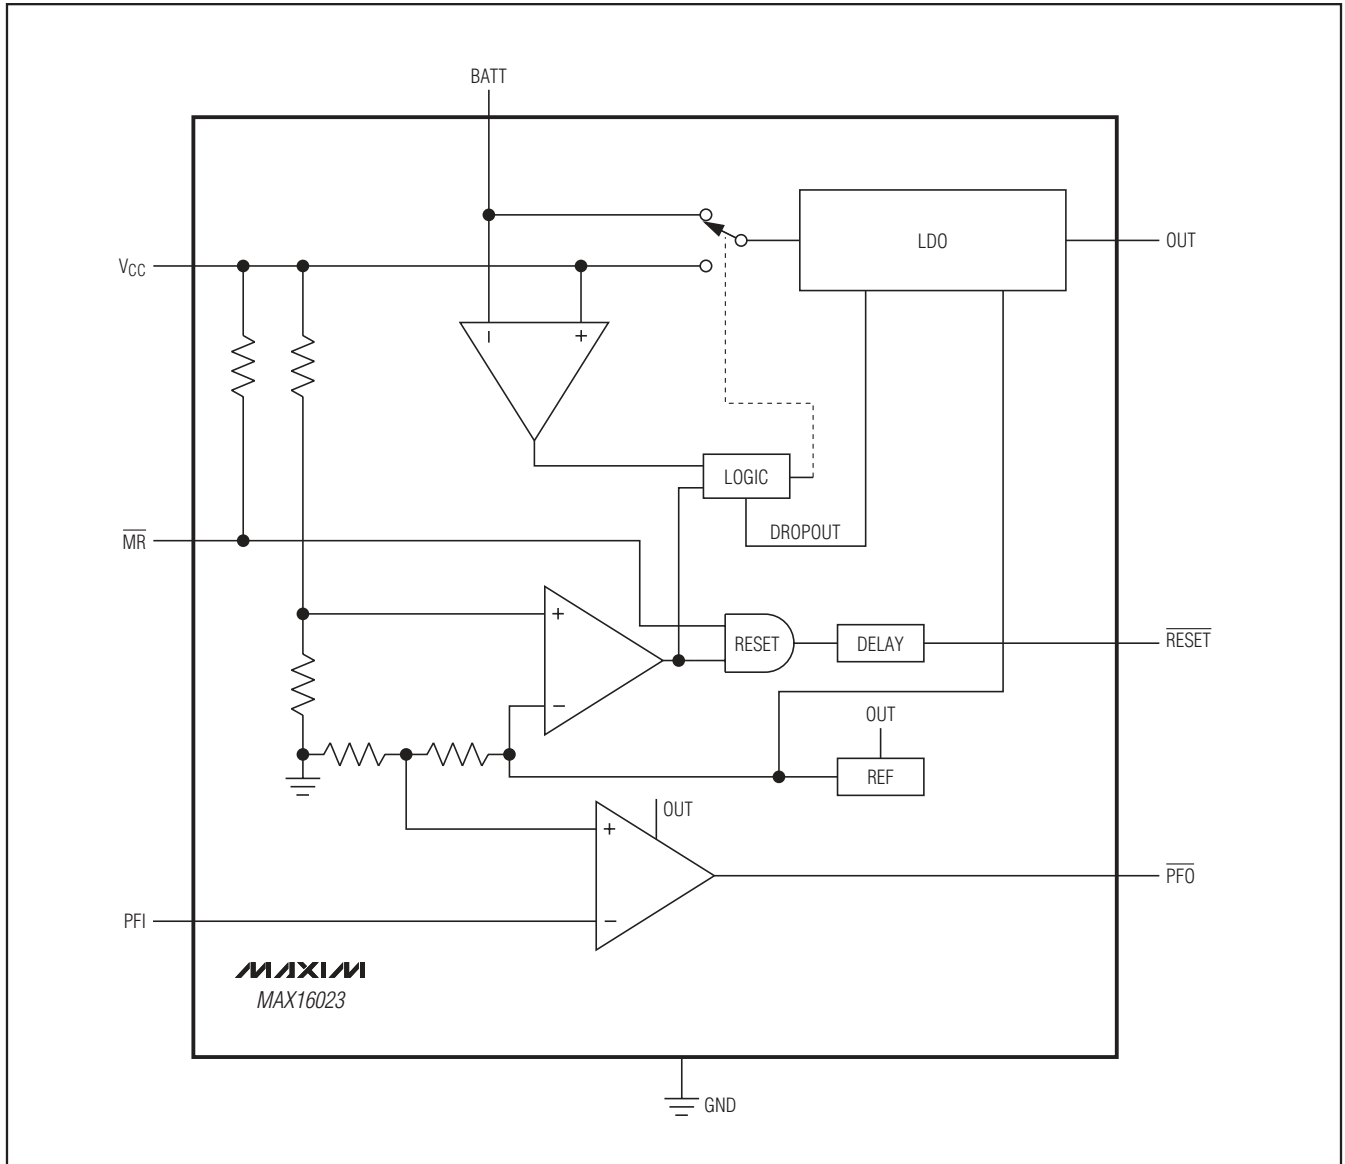 BATT
LDO
OUT
VCC
− +
LOGIC
DROPOUT
MR
+
RESET
DELAY
RESET
−
OUT
REF
OUT
+
PFO
PFI
−
MAXIM
MAX16023
GND